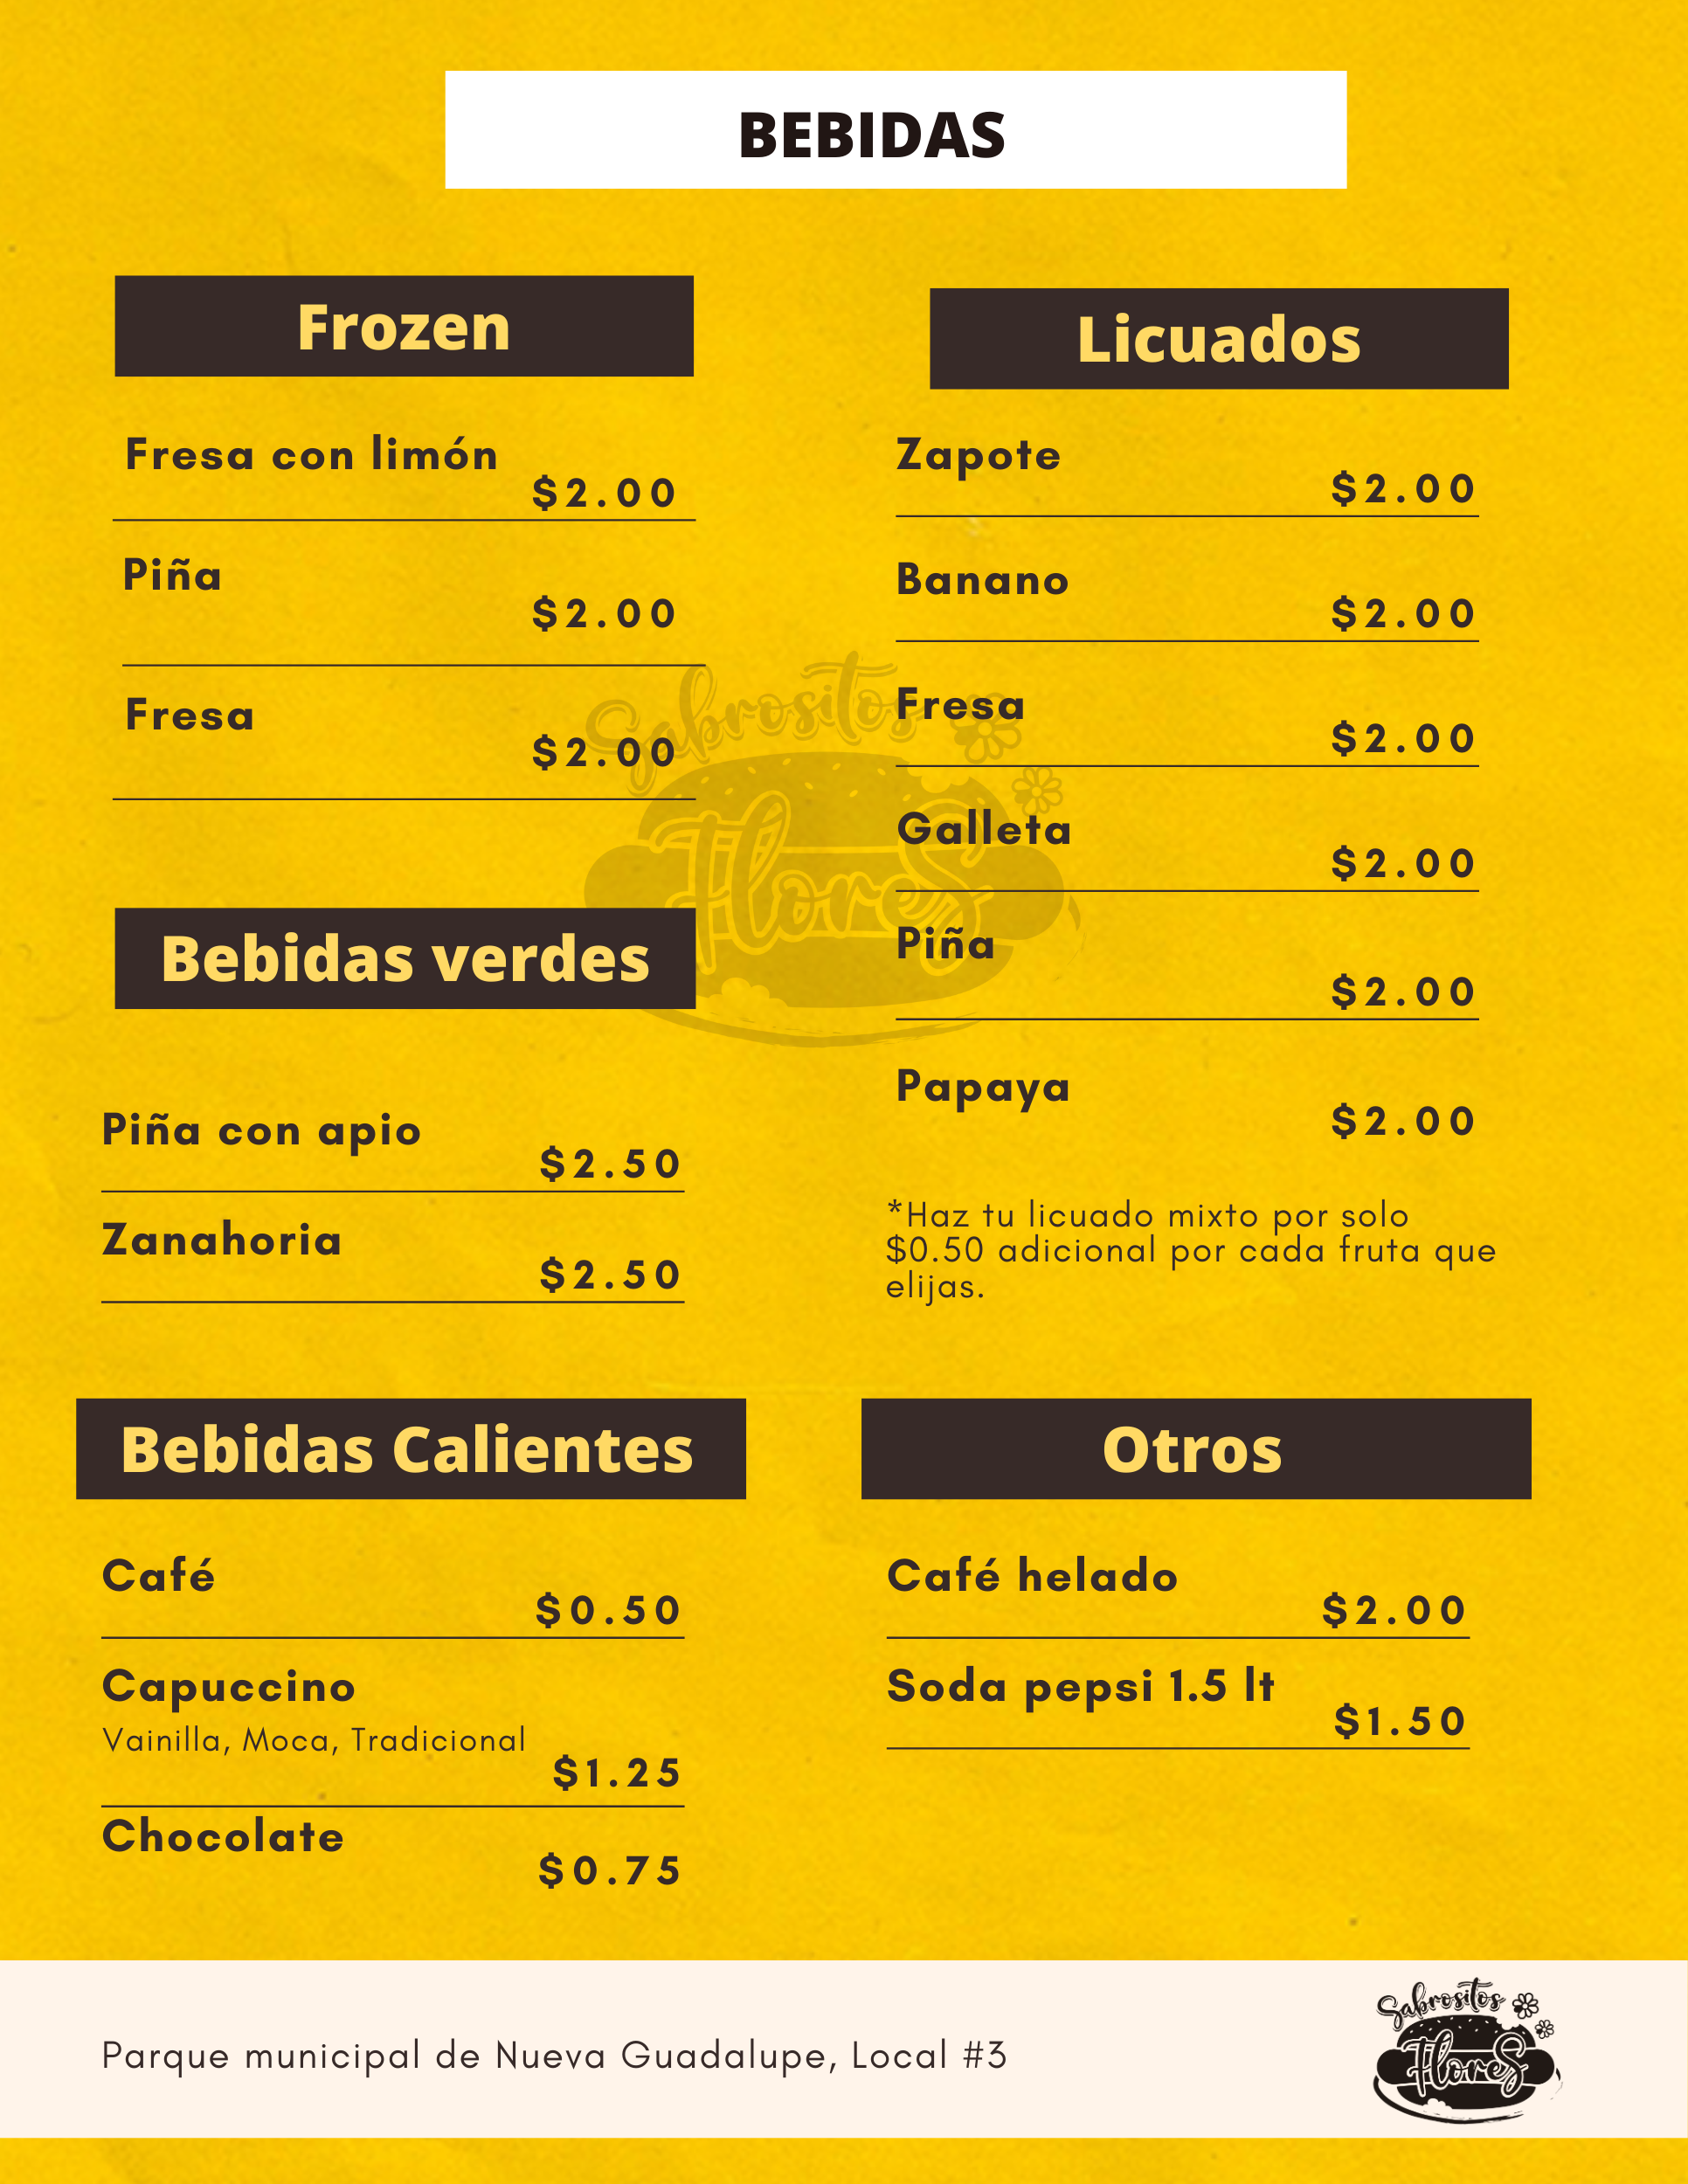 BEBIDAS
Frozen
Fresa con limón
$2.00
Piña
$2.00
Fresa
$2.00
Bebidas verdes
Piña con apio
$2.50
Zanahoria
$2.50
Licuados
Zapote
$2.00
Banano
$2.00
Fresa
$2.00
Galleta
$2.00
Piña
$2.00
Papaya
$2.00
*Haz tu licuado mixto por solo
$0.50 adicional por cada fruta que
elijas.
Bebidas Calientes
Café
$0.50
Capuccino
Vainilla, Moca, Tradicional
$1.25
Chocolate
$0.75
Otros
Café helado
$2.00
Soda pepsi 1.5 lt
$1.50
Sabrositos
Flores
Parque municipal de Nueva Guadalupe, Local #3
Sabrositos
Flores